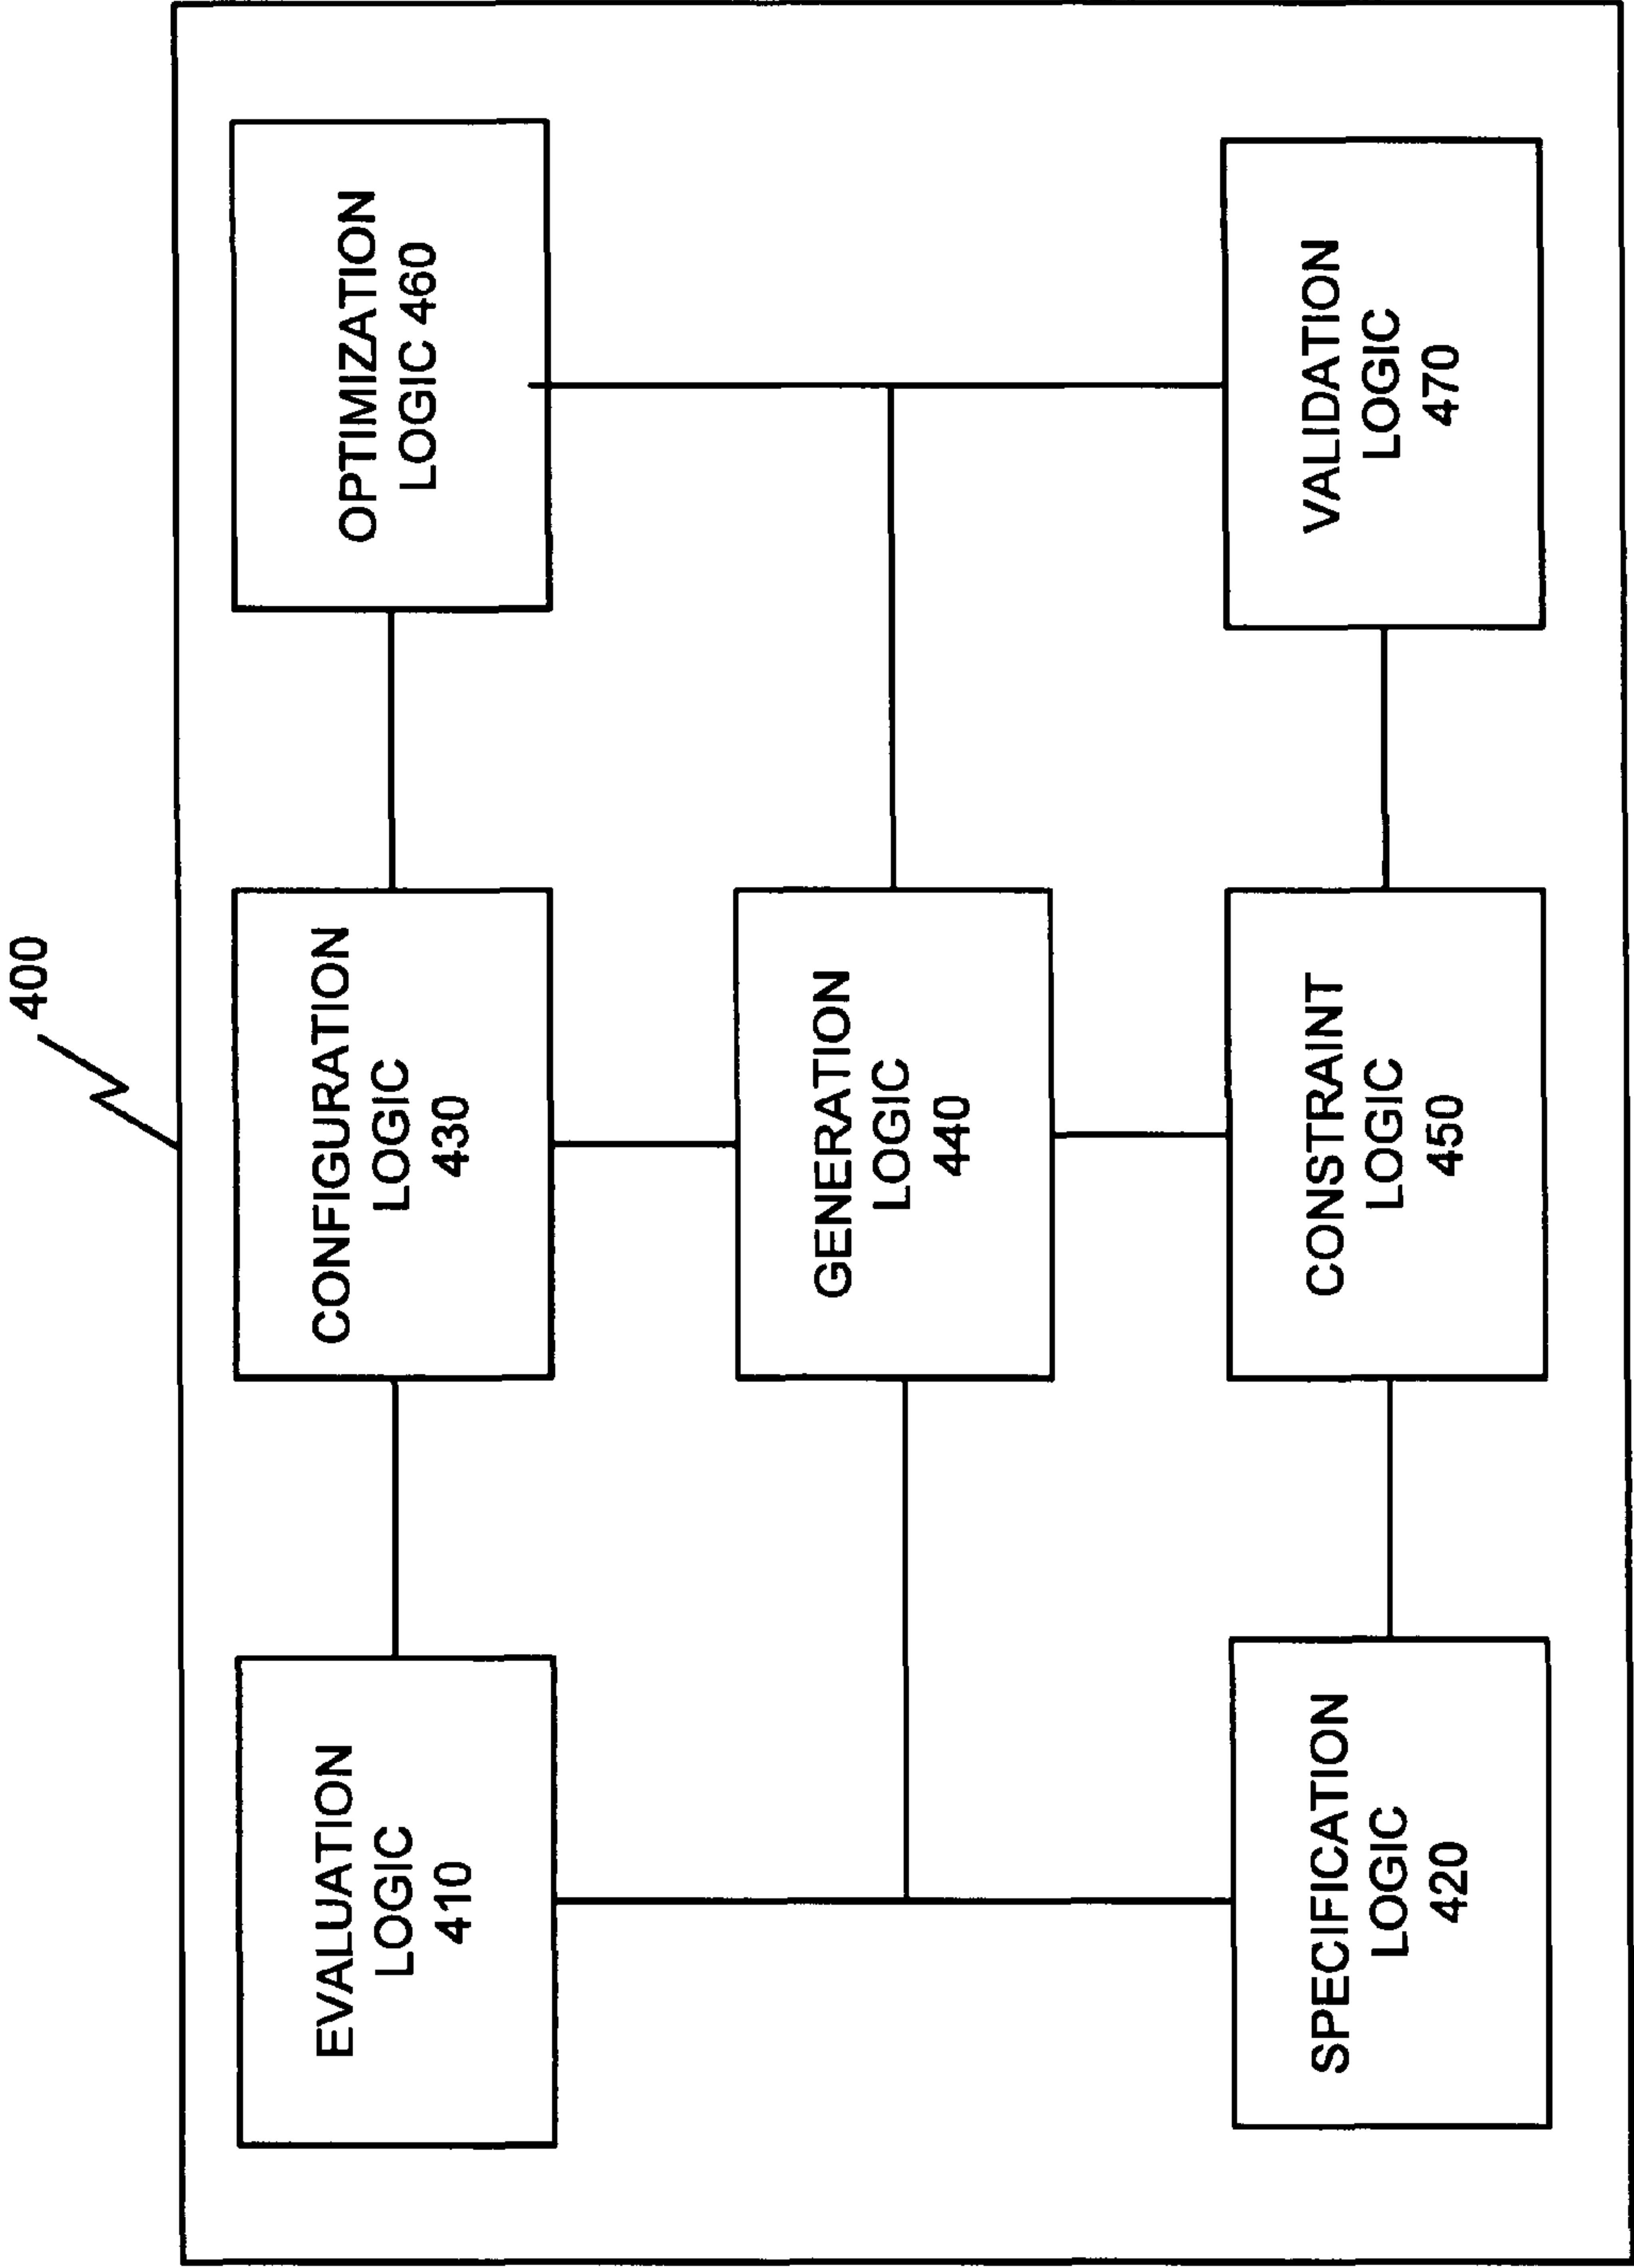 400
EVALUATION
LOGIC
410
CONFIGURATION
LOGIC
430
OPTIMIZATION
LOGIC 460
GENERATION
LOGIC
440
SPECIFICATION
LOGIC
420
CONSTRAINT
LOGIC
450
VALIDATION
LOGIC
470